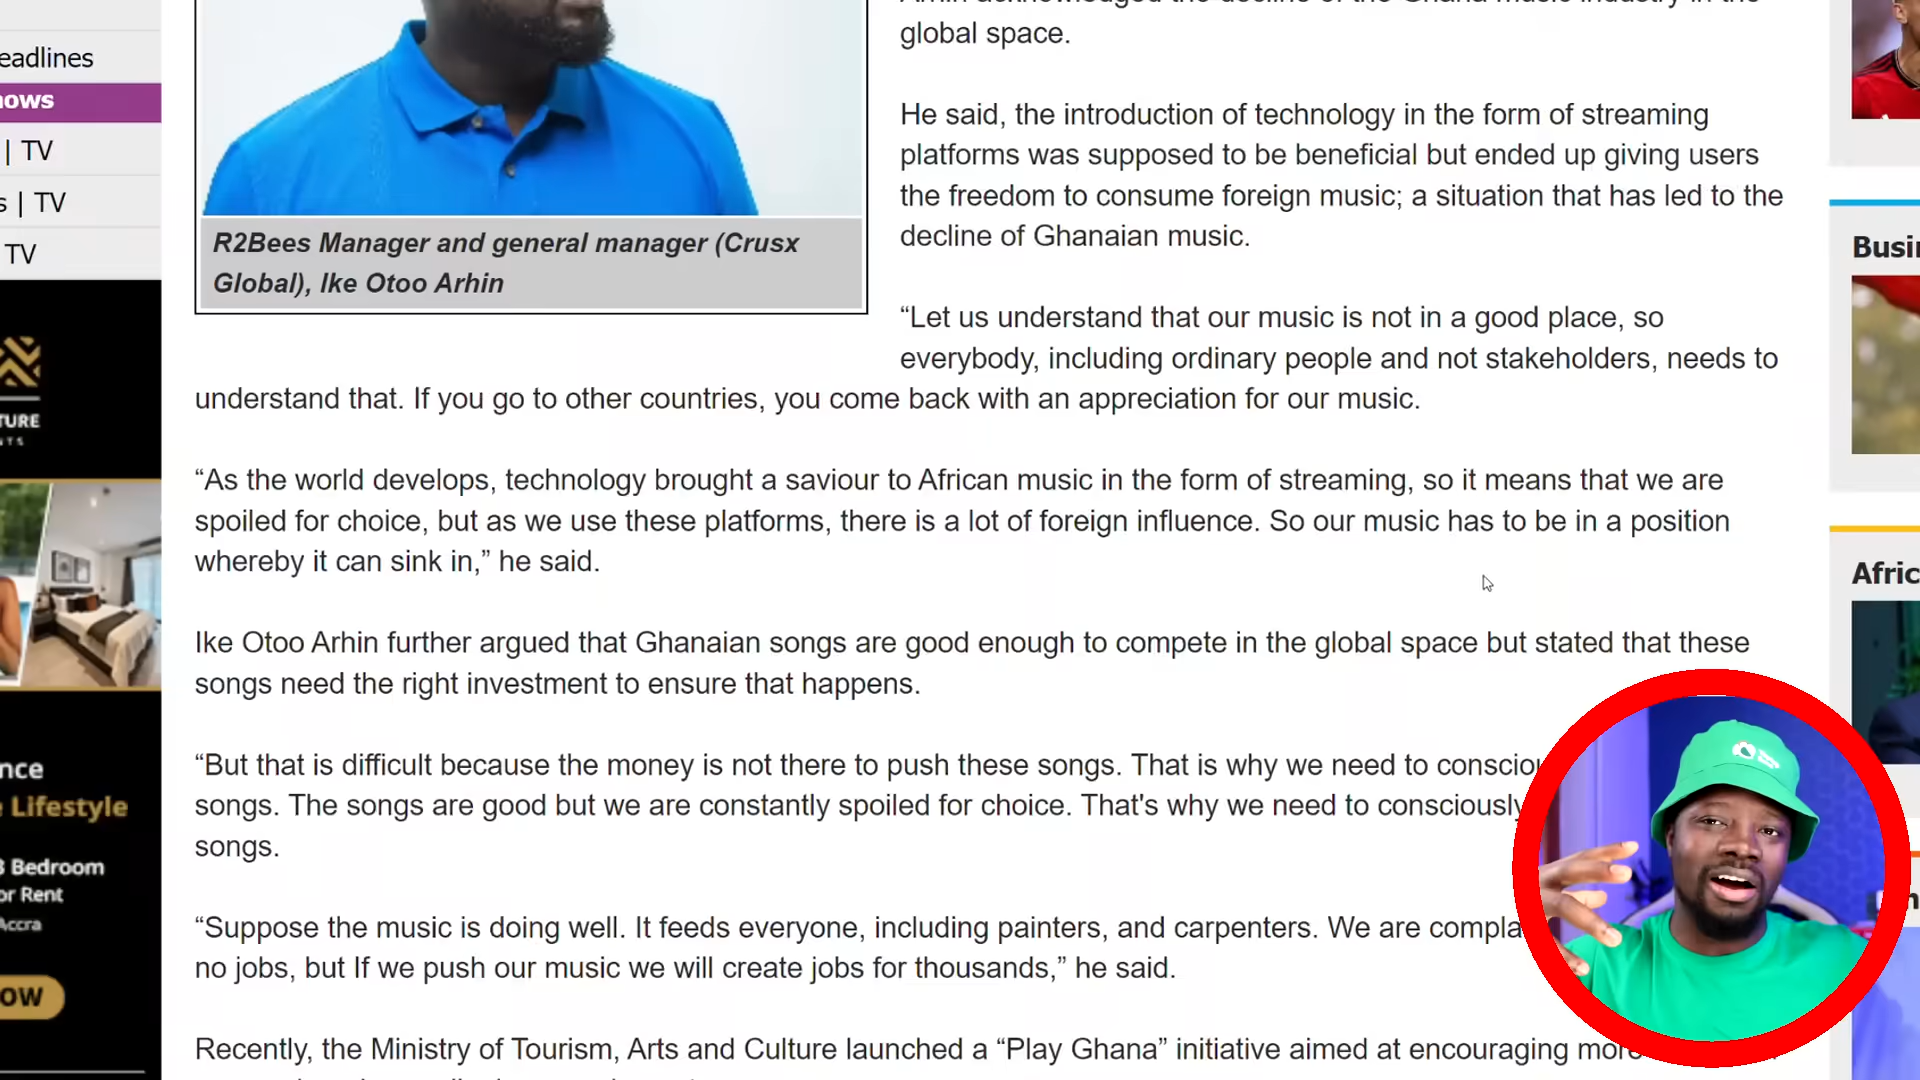 eadlines
ows
| TV
s | TV
TV
TURE
nce
Lifestyle
3 Bedroom
or Rent
Accra
OW
R2Bees Manager and general manager (Crusx
Global), Ike Otoo Arhin
global space.
He said, the introduction of technology in the form of streaming
platforms was supposed to be beneficial but ended up giving users
the freedom to consume foreign music; a situation that has led to the
decline of Ghanaian music.
“Let us understand that our music is not in a good place, so
everybody, including ordinary people and not stakeholders, needs to
understand that. If you go to other countries, you come back with an appreciation for our music.
“As the world develops, technology brought a saviour to African music in the form of streaming, so it means that we are
spoiled for choice, but as we use these platforms, there is a lot of foreign influence. So our music has to be in a position
whereby it can sink in,” he said.
Ike Otoo Arhin further argued that Ghanaian songs are good enough to compete in the global space but stated that these
songs need the right investment to ensure that happens.
“But that is difficult because the money is not there to push these songs. That is why we need to consciou
songs. The songs are good but we are constantly spoiled for choice. That's why we need to consciously
songs.
“Suppose the music is doing well. It feeds everyone, including painters, and carpenters. We are compla
no jobs, but If we push our music we will create jobs for thousands,” he said.
Recently, the Ministry of Tourism, Arts and Culture launched a “Play Ghana” initiative aimed at encouraging more
Busi
Afric